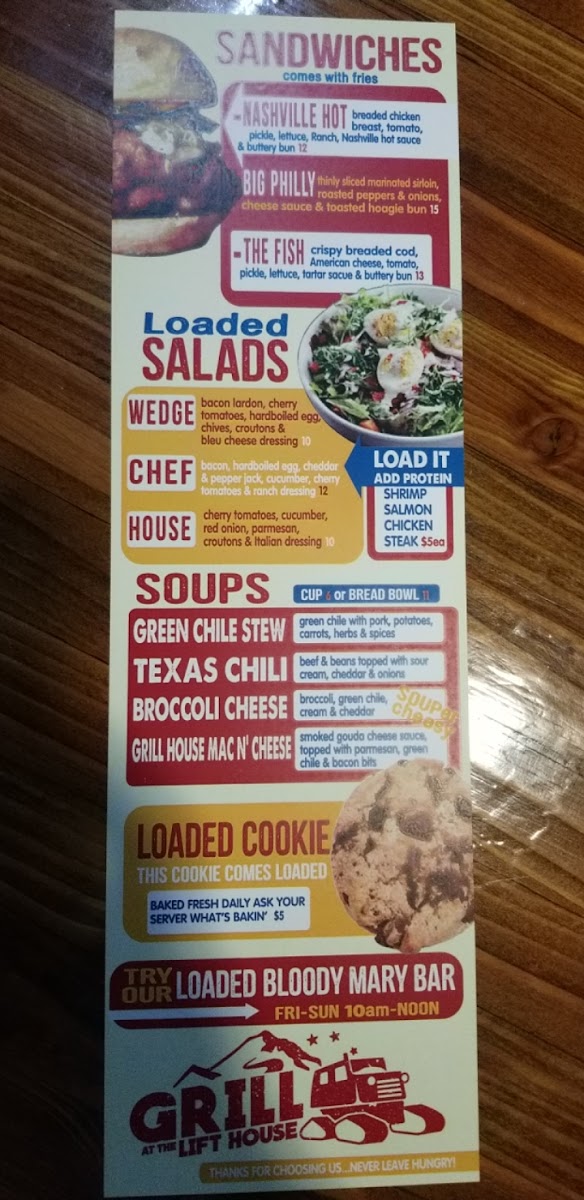 SANDWICHES
comes with fries
NASHVILLE HOT breaded chicken
breast, tomato,
pickle, lettuce, Ranch, Nashville hot sauce
& buttery bun 12
BIG PHILLY thinly sliced marinated sirloin,
roasted peppers & onions,
cheese sauce & toasted hoagie bun 15
THE FISH crispy breaded cod,
American cheese, tomato,
pickle, lettuce, tartar sacue & buttery bun 13
Loaded
SALADS
WEDGE bacon lardon, cherry
tomatoes, hardboiled egg,
chives, croutons &
bleu cheese dressing 10
CHEF bacon, hardboiled egg, cheddar
& pepper jack, cucumber, cherry
tomatoes & ranch dressing 12
HOUSE cherry tomatoes, cucumber,
red onion, parmesan,
croutons & Italian dressing 10
LOAD IT
ADD PROTEIN
SHRIMP
SALMON
CHICKEN
STEAK $5ea
SOUPS CUP 6 or BREAD BOWL 11
GREEN CHILE STEW green chile with pork, potatoes,
carrots, herbs & spices
TEXAS CHILI beef & beans topped with sour
cream, cheddar & onions
BROCCOLI CHEESE broccoli, green chile,
cream & cheddar
SOUPer
cheesy
GRILL HOUSE MAC N' CHEESE smoked gouda cheese sauce,
topped with parmesan, green
chile & bacon bits
LOADED COOKIE
THIS COOKIE COMES LOADED
BAKED FRESH DAILY ASK YOUR
SERVER WHAT'S BAKIN' $5
TRY OUR LOADED BLOODY MARY BAR
FRI-SUN 10am-NOON
GRILL
AT THE LIFT HOUSE
THANKS FOR CHOOSING US...NEVER LEAVE HUNGRY!